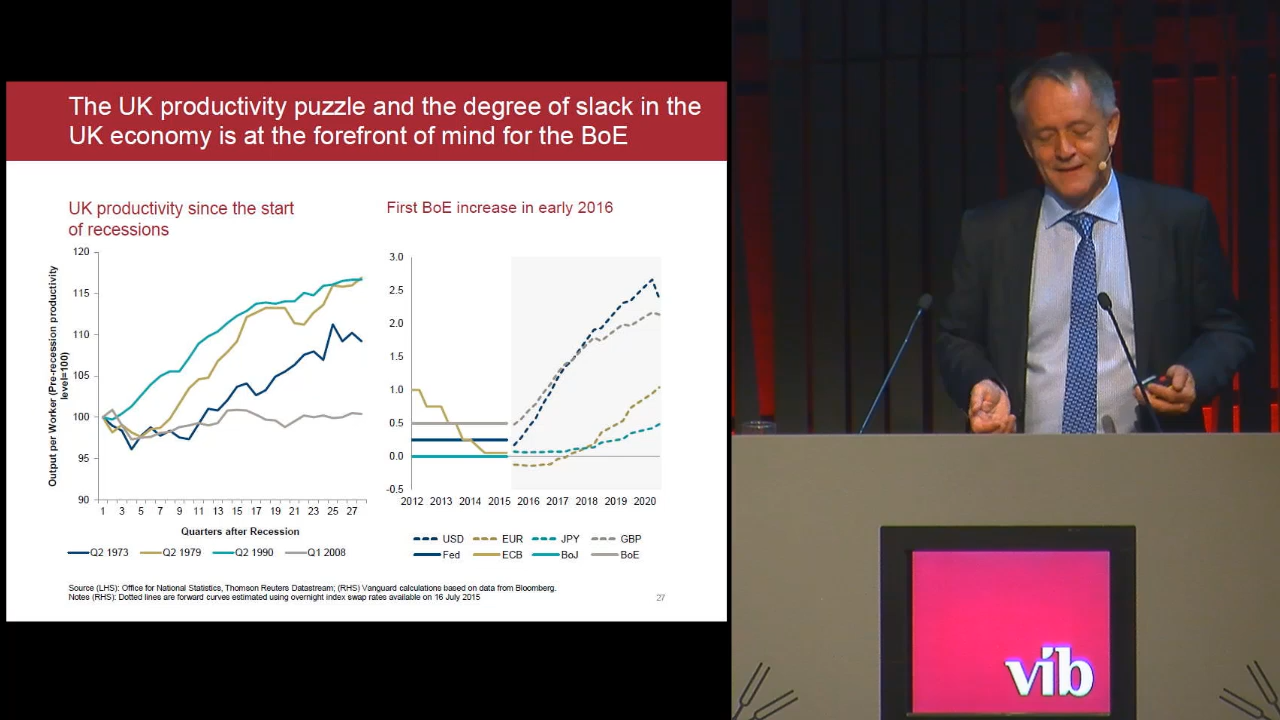 The UK productivity puzzle and the degree of slack in the
UK economy is at the forefront of mind for the BoE
UK productivity since the start
of recessions
Output per Worker (Pre-recession productivity
level=100)
120
115
110
105
100
95
90
1 3 5 7 9 11 13 15 17 19 21 23 25 27
Quarters after Recession
Q2 1973 Q2 1979 Q2 1990 Q1 2008
First BoE increase in early 2016
3.0
2.5
2.0
1.5
1.0
0.5
0.0
-0.5
2012 2013 2014 2015 2016 2017 2018 2019 2020
USD EUR JPY GBP
Fed ECB BoJ BoE
Source (LHS): Office for National Statistics, Thomson Reuters Datastream; (RHS) Vanguard calculations based on data from Bloomberg.
Notes (RHS): Dotted lines are forward curves estimated using overnight index swap rates available on 16 July 2015
27
vib